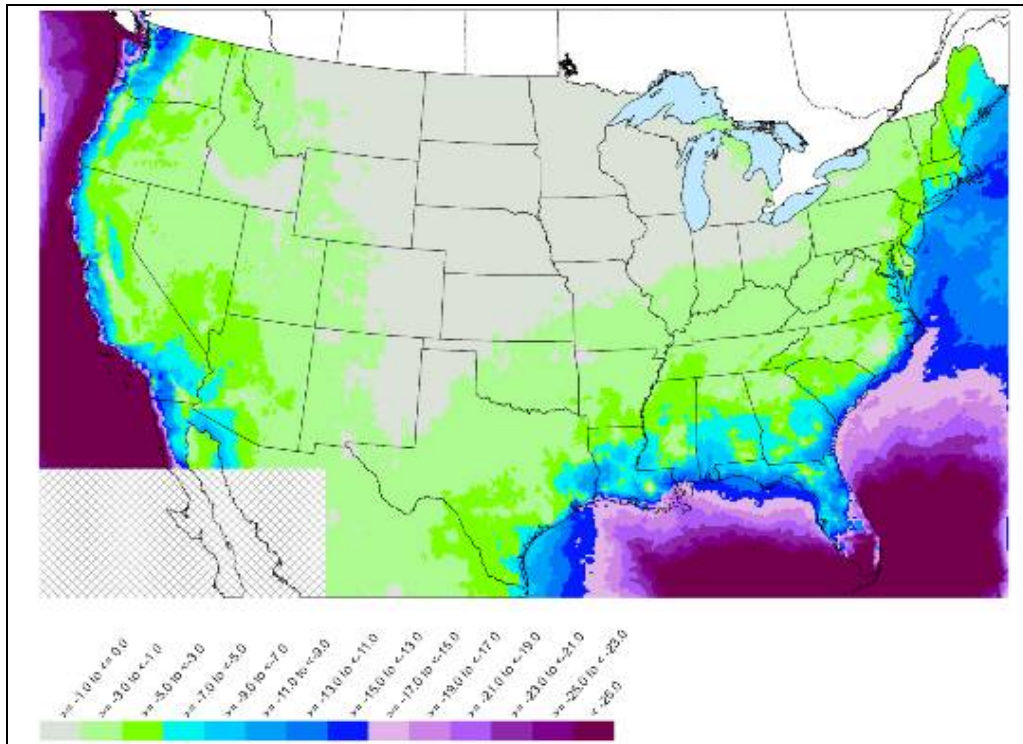 >= -1.0 to <= 0.0
>= -3.0 to <-1.0
>= -5.0 to <-3.0
>= -7.0 to <-5.0
>= -9.0 to <-7.0
>= -11.0 to <-9.0
>= -13.0 to <-11.0
>= -15.0 to <-13.0
>= -17.0 to <-15.0
>= -19.0 to <-17.0
>= -21.0 to <-19.0
>= -23.0 to <-21.0
>= -25.0 to <-23.0
< -25.0